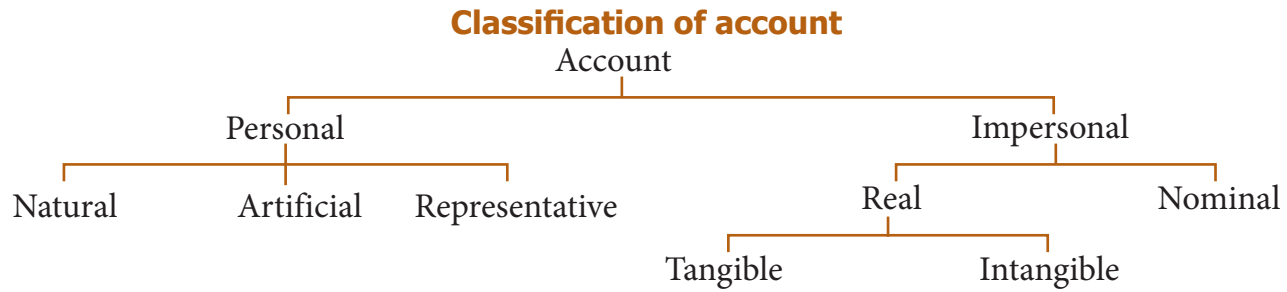 Classification of account
Account
Personal Impersonal
Natural Artificial Representative Real Nominal
Tangible Intangible